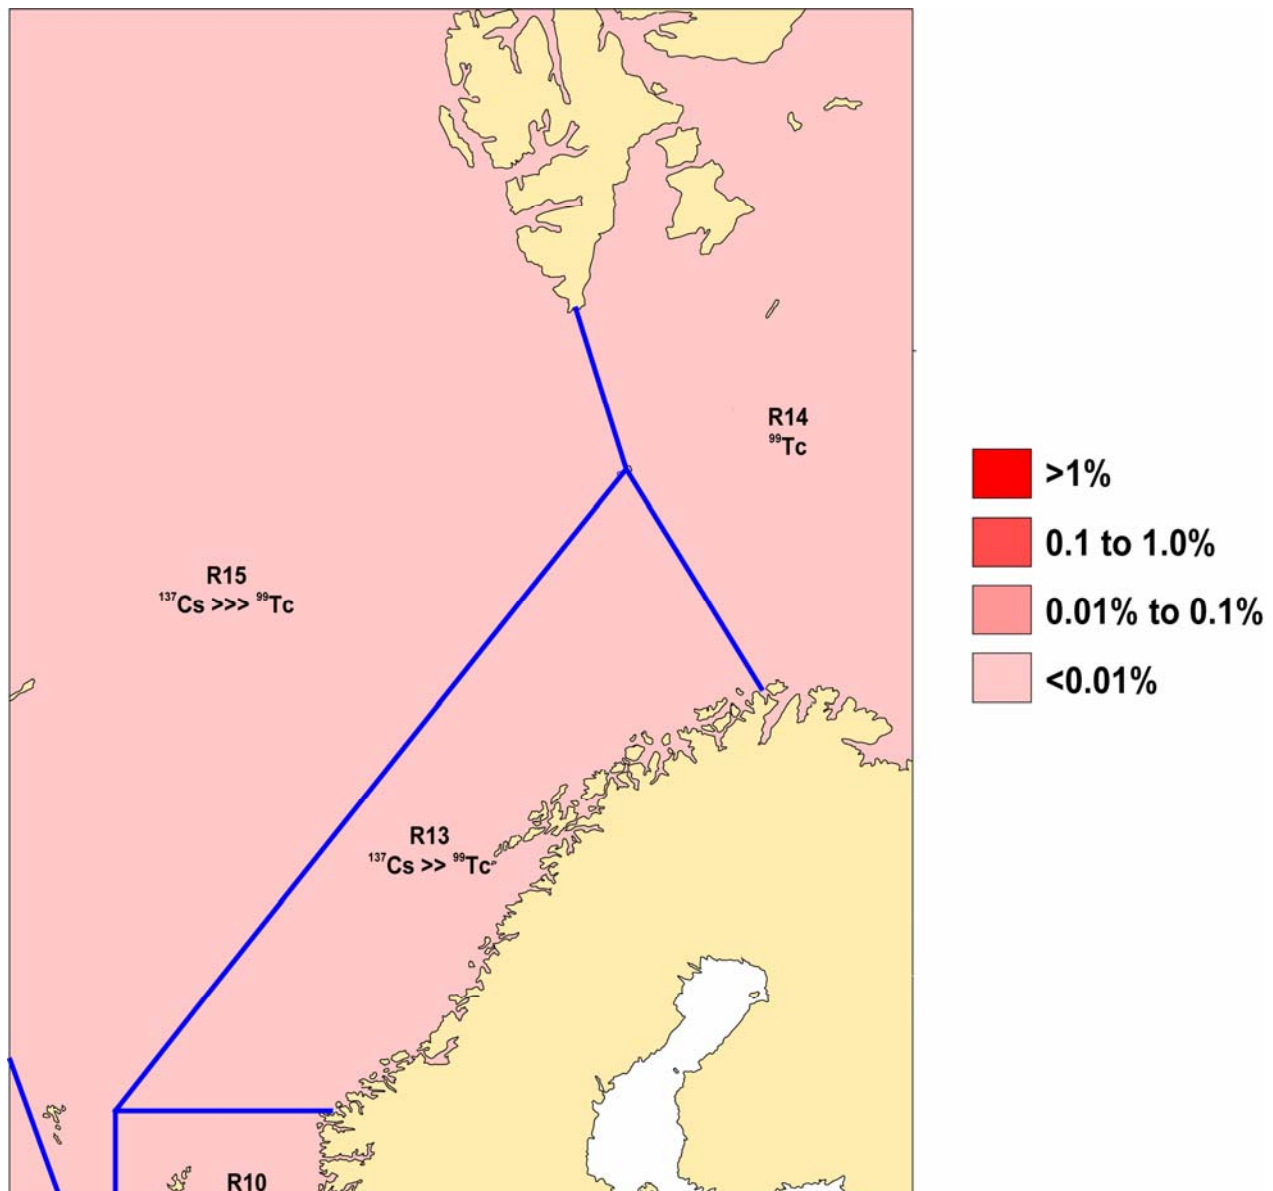 R14
⁹⁹Tc
>1%
0.1 to 1.0%
R15
¹³⁷Cs >>> ⁹⁹Tc
0.01% to 0.1%
<0.01%
R13
¹³⁷Cs >> ⁹⁹Tc
R10